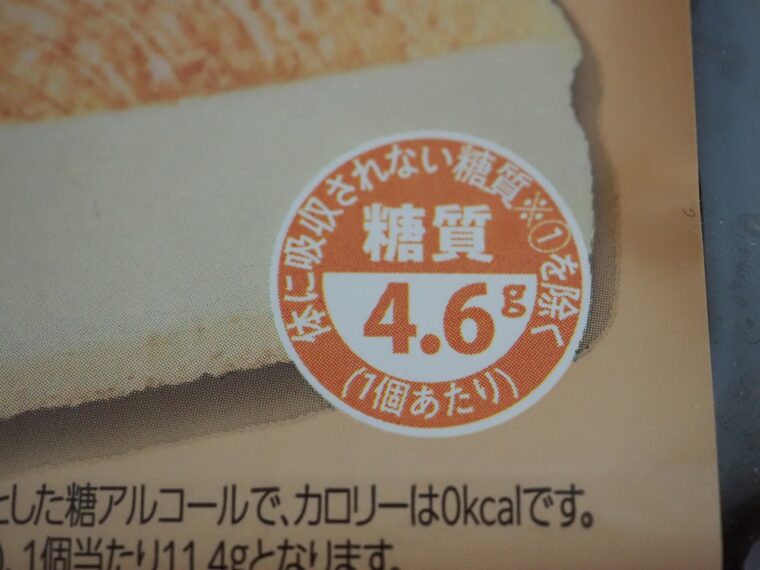 体に吸収されない糖質※①を除く
糖質
4.6g
(1個あたり)
とした糖アルコールで、カロリーは0kcalです。
)、1個当たり11.4gとなります。